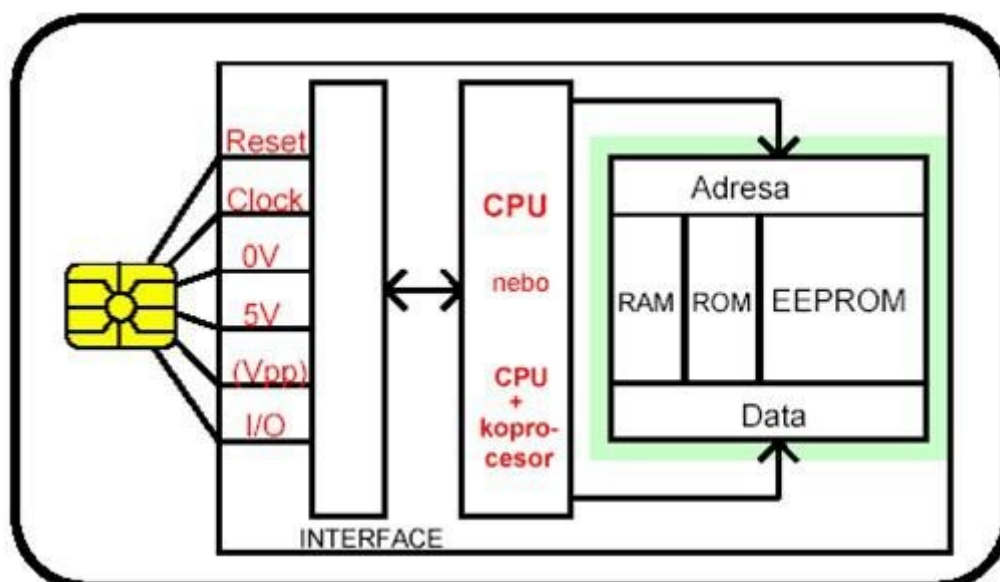 Reset
Clock
0V
5V
(Vpp)
I/O
INTERFACE
CPU
nebo
CPU
+
kopro-
cesor
Adresa
RAM ROM EEPROM
Data